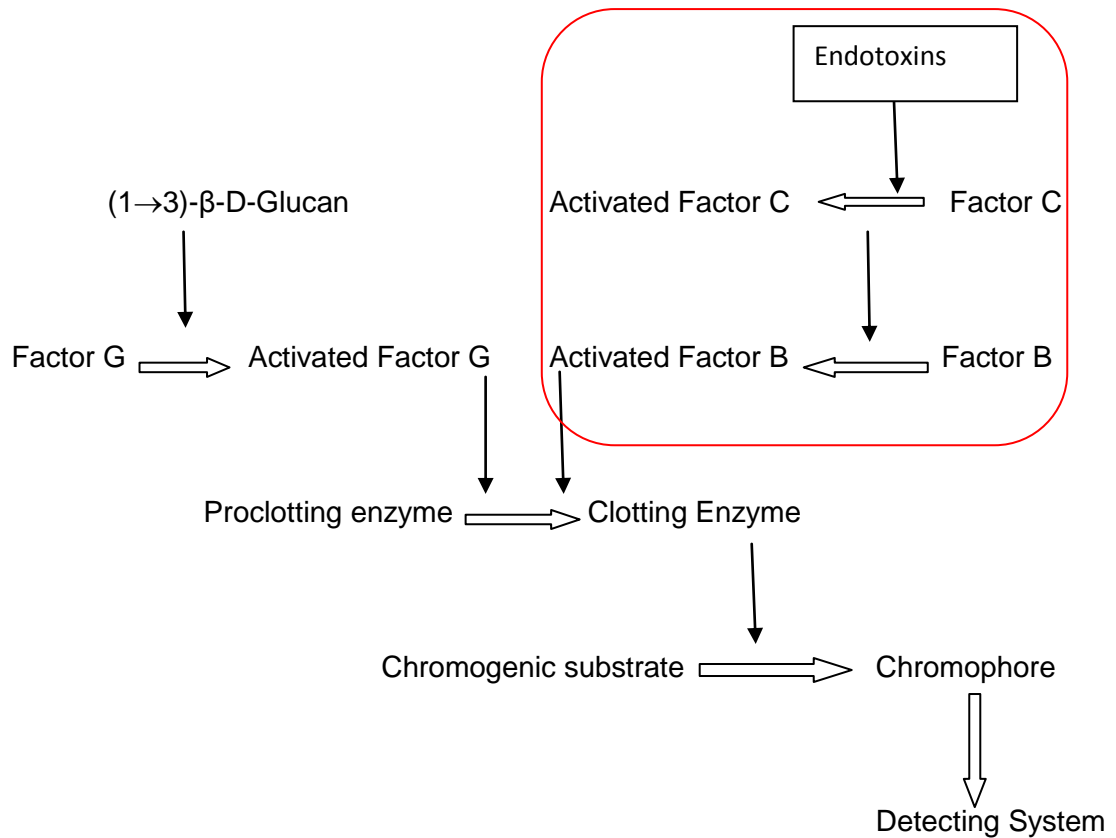 Endotoxins
(1→3)-β-D-Glucan
Activated Factor C
Factor C
Factor G
Activated Factor G
Activated Factor B
Factor B
Proclotting enzyme
Clotting Enzyme
Chromogenic substrate
Chromophore
Detecting System